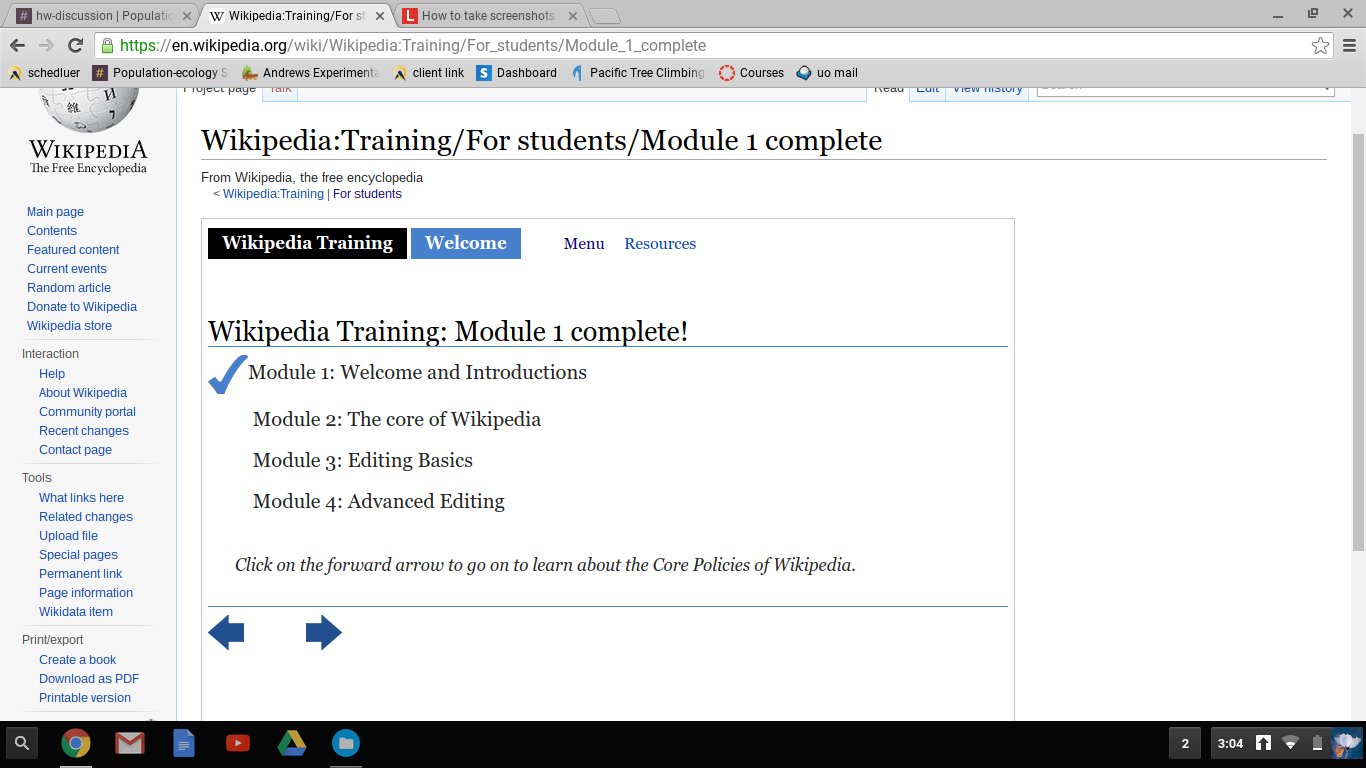 hw-discussion | Populatio
Wikipedia:Training/For st
How to take screenshots
https://en.wikipedia.org/wiki/Wikipedia:Training/For_students/Module_1_complete
schedluer
Population-ecology S
Andrews Experimenta
client link
Dashboard
Pacific Tree Climbing
Courses
uo mail
Project page
Talk
Read
Edit
View history
Search
WIKIPEDIA
The Free Encyclopedia
Main page
Contents
Featured content
Current events
Random article
Donate to Wikipedia
Wikipedia store
Interaction
Help
About Wikipedia
Community portal
Recent changes
Contact page
Tools
What links here
Related changes
Upload file
Special pages
Permanent link
Page information
Wikidata item
Print/export
Create a book
Download as PDF
Printable version
Wikipedia:Training/For students/Module 1 complete
From Wikipedia, the free encyclopedia
< Wikipedia:Training | For students
Wikipedia Training
Welcome
Menu
Resources
Wikipedia Training: Module 1 complete!
Module 1: Welcome and Introductions
Module 2: The core of Wikipedia
Module 3: Editing Basics
Module 4: Advanced Editing
Click on the forward arrow to go on to learn about the Core Policies of Wikipedia.
2
3:04